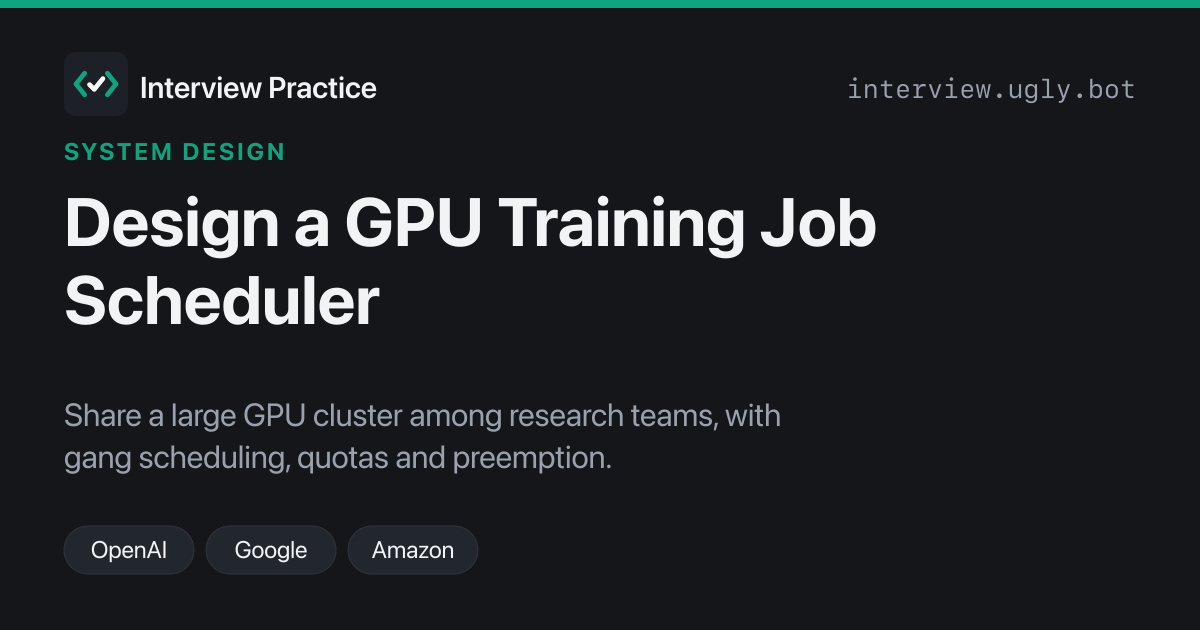 Interview Practice
interview.ugly.bot
SYSTEM DESIGN
Design a GPU Training Job
Scheduler
Share a large GPU cluster among research teams, with
gang scheduling, quotas and preemption.
OpenAI
Google
Amazon